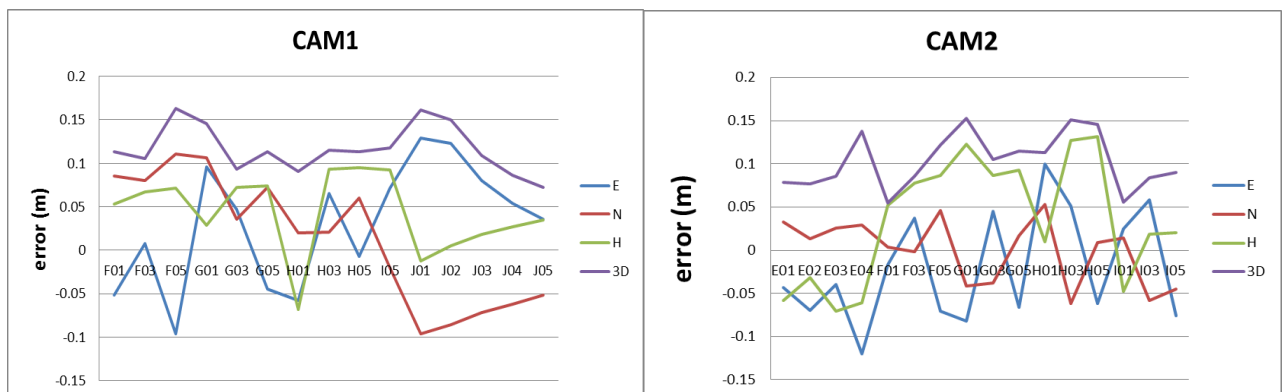 CAM1
0.2
0.15
0.1
0.05
0
-0.05
-0.1
-0.15
error (m)
F01 F03 F05 G01 G03 G05 H01 H03 H05 I05 J01 J02 J03 J04 J05
E
N
H
3D
CAM2
0.2
0.15
0.1
0.05
0
-0.05
-0.1
-0.15
error (m)
E01 E02 E03 E04 F01 F03 F05 G01 G03 G05 H01 H03 H05 I01 I03 I05
E
N
H
3D